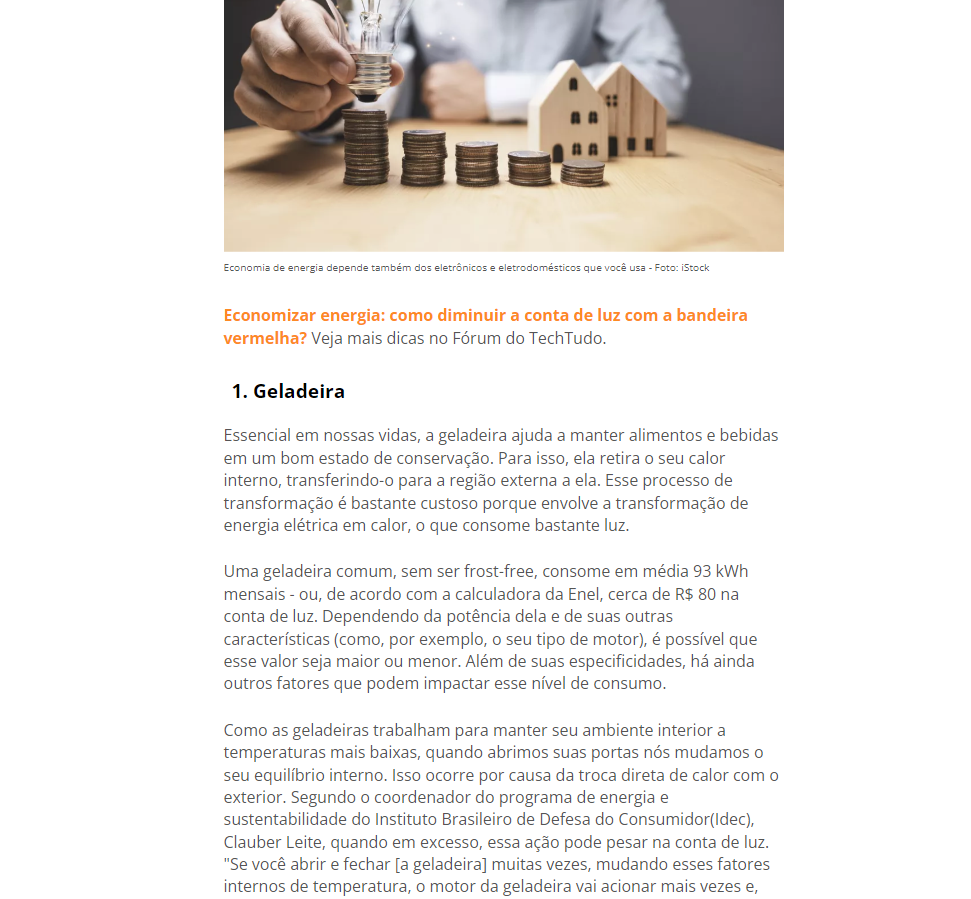 Economia de energia depende também dos eletrônicos e eletrodomésticos que você usa - Foto: iStock
Economizar energia: como diminuir a conta de luz com a bandeira
vermelha? Veja mais dicas no Fórum do TechTudo.
1. Geladeira
Essencial em nossas vidas, a geladeira ajuda a manter alimentos e bebidas
em um bom estado de conservação. Para isso, ela retira o seu calor
interno, transferindo-o para a região externa a ela. Esse processo de
transformação é bastante custoso porque envolve a transformação de
energia elétrica em calor, o que consome bastante luz.
Uma geladeira comum, sem ser frost-free, consome em média 93 kWh
mensais - ou, de acordo com a calculadora da Enel, cerca de R$ 80 na
conta de luz. Dependendo da potência dela e de suas outras
características (como, por exemplo, o seu tipo de motor), é possível que
esse valor seja maior ou menor. Além de suas especificidades, há ainda
outros fatores que podem impactar esse nível de consumo.
Como as geladeiras trabalham para manter seu ambiente interior a
temperaturas mais baixas, quando abrimos suas portas nós mudamos o
seu equilíbrio interno. Isso ocorre por causa da troca direta de calor com o
exterior. Segundo o coordenador do programa de energia e
sustentabilidade do Instituto Brasileiro de Defesa do Consumidor(Idec),
Clauber Leite, quando em excesso, essa ação pode pesar na conta de luz.
"Se você abrir e fechar [a geladeira] muitas vezes, mudando esses fatores
internos de temperatura, o motor da geladeira vai acionar mais vezes e,